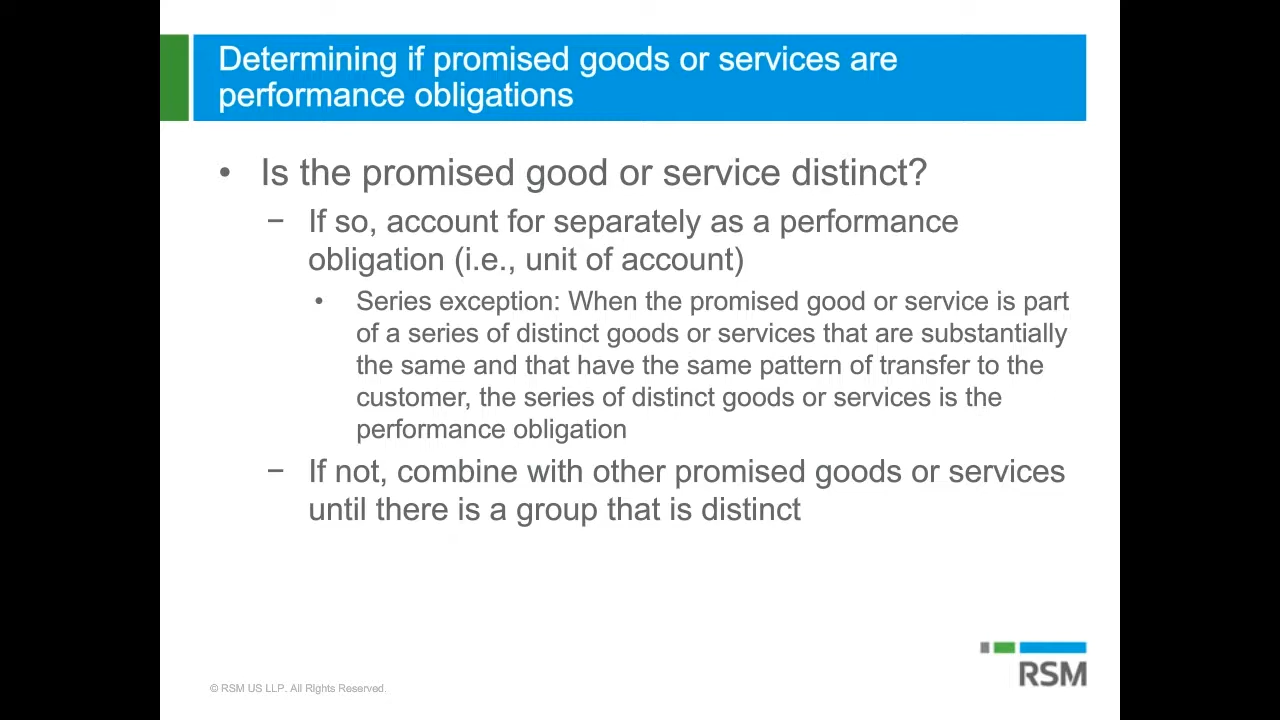 Determining if promised goods or services are
performance obligations
• Is the promised good or service distinct?
− If so, account for separately as a performance
obligation (i.e., unit of account)
• Series exception: When the promised good or service is part
of a series of distinct goods or services that are substantially
the same and that have the same pattern of transfer to the
customer, the series of distinct goods or services is the
performance obligation
− If not, combine with other promised goods or services
until there is a group that is distinct
RSM
© RSM US LLP. All Rights Reserved.